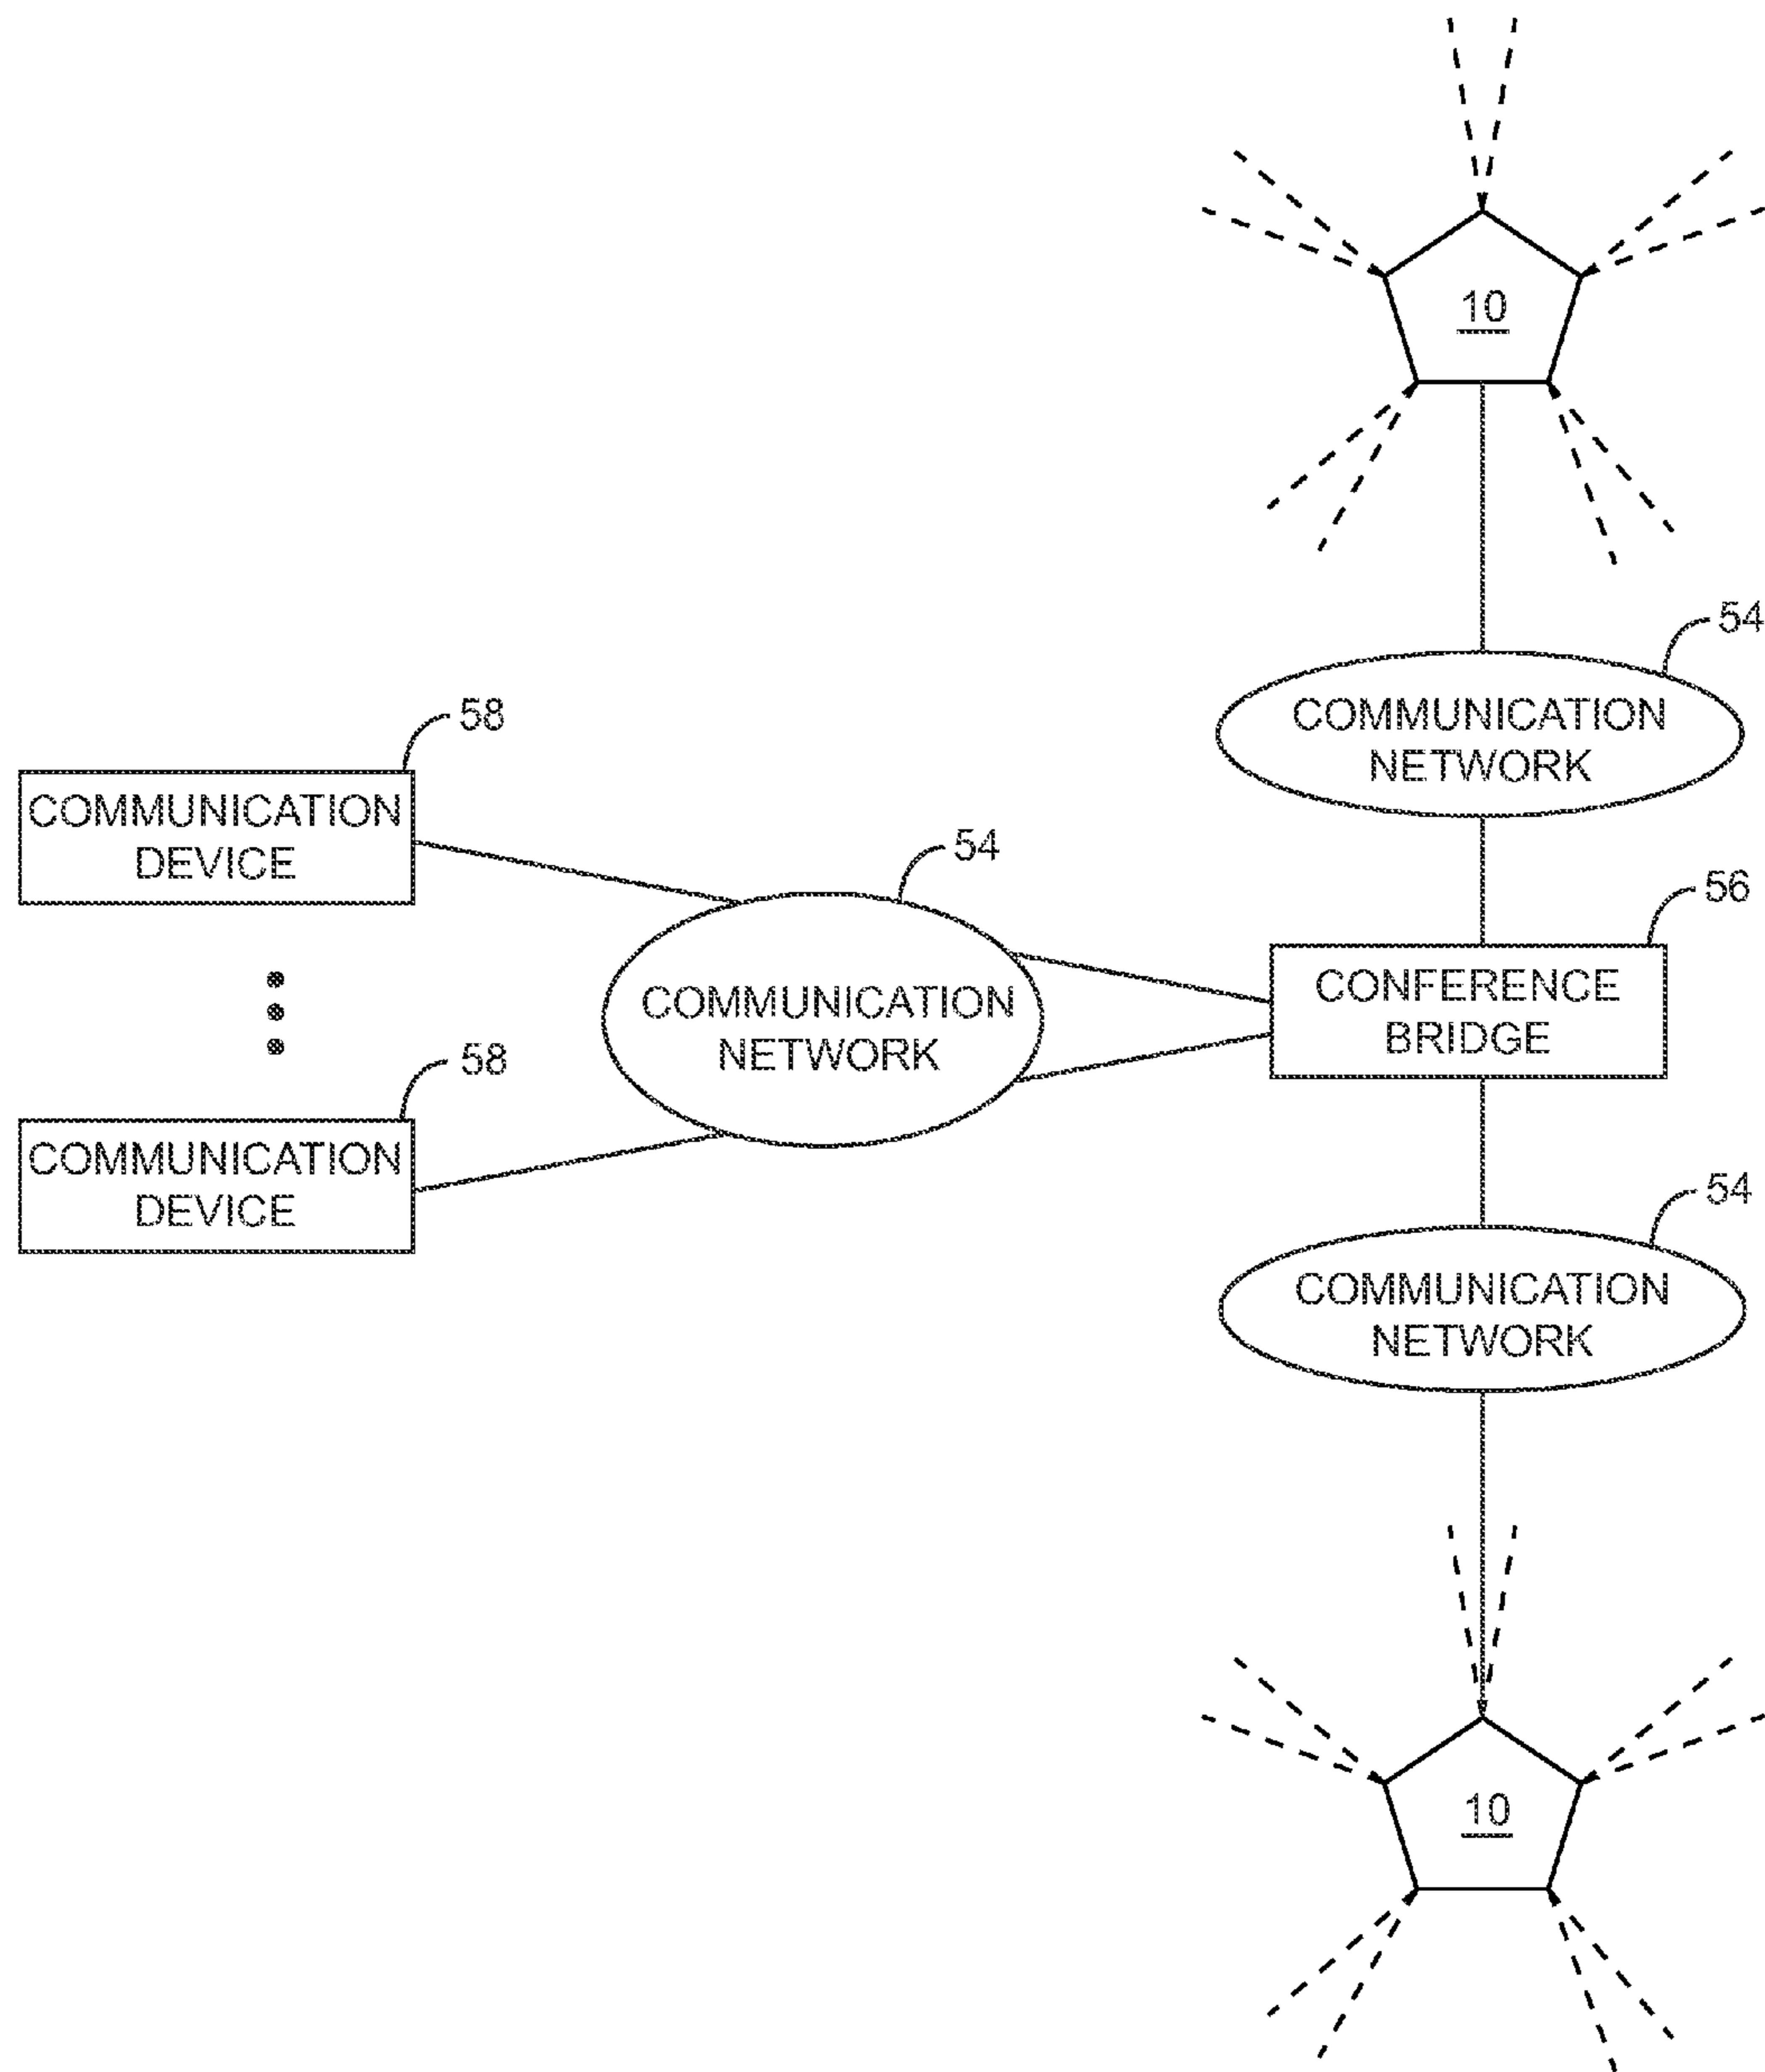 10
54
COMMUNICATION
NETWORK
58
COMMUNICATION
DEVICE
54
COMMUNICATION
NETWORK
56
CONFERENCE
BRIDGE
58
COMMUNICATION
DEVICE
54
COMMUNICATION
NETWORK
10